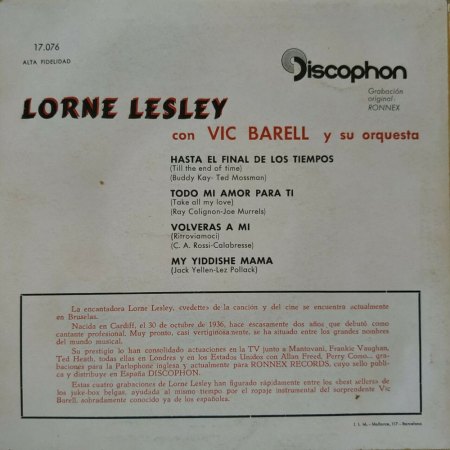 17.076
ALTA FIDELIDAD
Discophon
Grabación
original:
RONNEX
LORNE LESLEY
con VIC BARELL y su orquesta
HASTA EL FINAL DE LOS TIEMPOS
(Till the end of time)
(Buddy Kay- Ted Mossman)
TODO MI AMOR PARA TI
(Take all my love)
(Ray Colignon-Joe Murrels)
VOLVERAS A MI
(Ritroviamoci)
(C. A. Rossi-Calabresse)
MY YIDDISHE MAMA
(Jack Yellen-Lez Pollack)
La encantadora Lorne Lesley, «vedette» de la canción y del cine se encuentra actualmente
en Bruselas.
Nacida en Cardiff, el 30 de octubre de 1936, hace escasamente dos años que debutó como
cantante profesional. Muy pronto, casi vertiginosamente, se ha situado entre los grandes nombres
del mundo musical.
Su prestigio lo han consolidado actuaciones en la TV junto a Mantovani, Frankie Vaughan,
Ted Heath, todas ellas en Londres y en los Estados Unidos con Allan Freed, Perry Como... gra-
baciones para la Parlophone inglesa y actualmente para RONNEX RECORDS, cuyo sello publi-
ca y distribuye en España DISCOPHON.
Estas cuatro grabaciones de Lorne Lesley han figurado rápidamente entre los «best sellers»
de los juke-box belgas, ayudada al mismo tiempo por el ropaje instrumental del sorprendente Vic
Barell, sobradamente conocido ya de los españoles.
I. L. M. - Mallorca, 117 - Barcelona